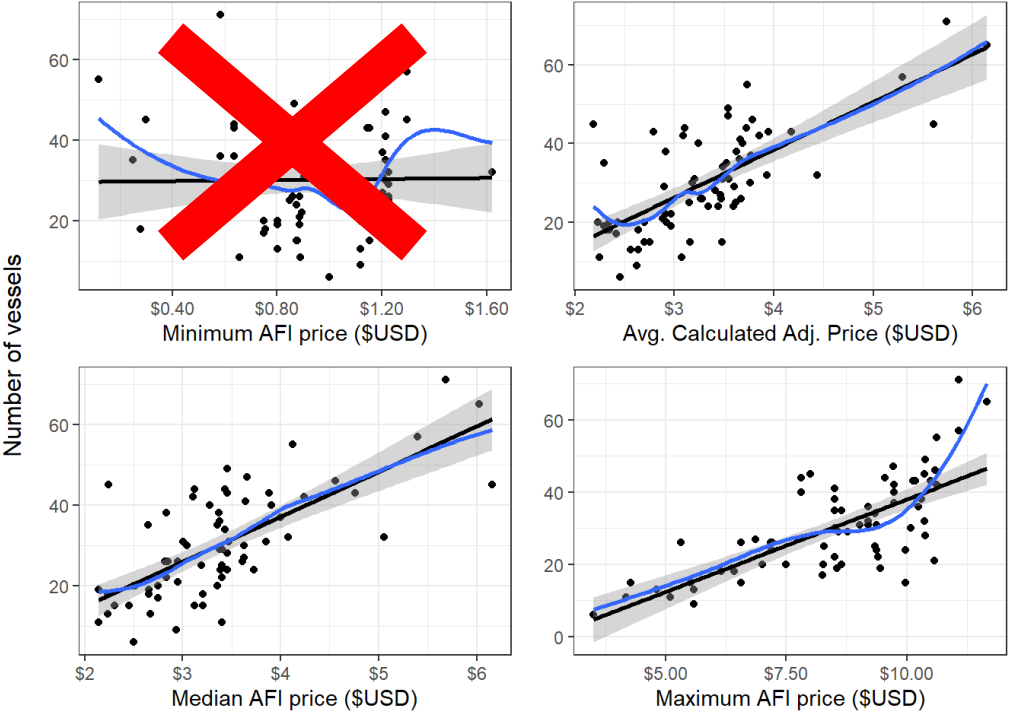 Number of vessels
60
40
20
$0.40 $0.80 $1.20 $1.60
Minimum AFI price ($USD)
60
40
20
$2 $3 $4 $5 $6
Avg. Calculated Adj. Price ($USD)
60
40
20
$2 $3 $4 $5 $6
Median AFI price ($USD)
60
40
20
0
$5.00 $7.50 $10.00
Maximum AFI price ($USD)